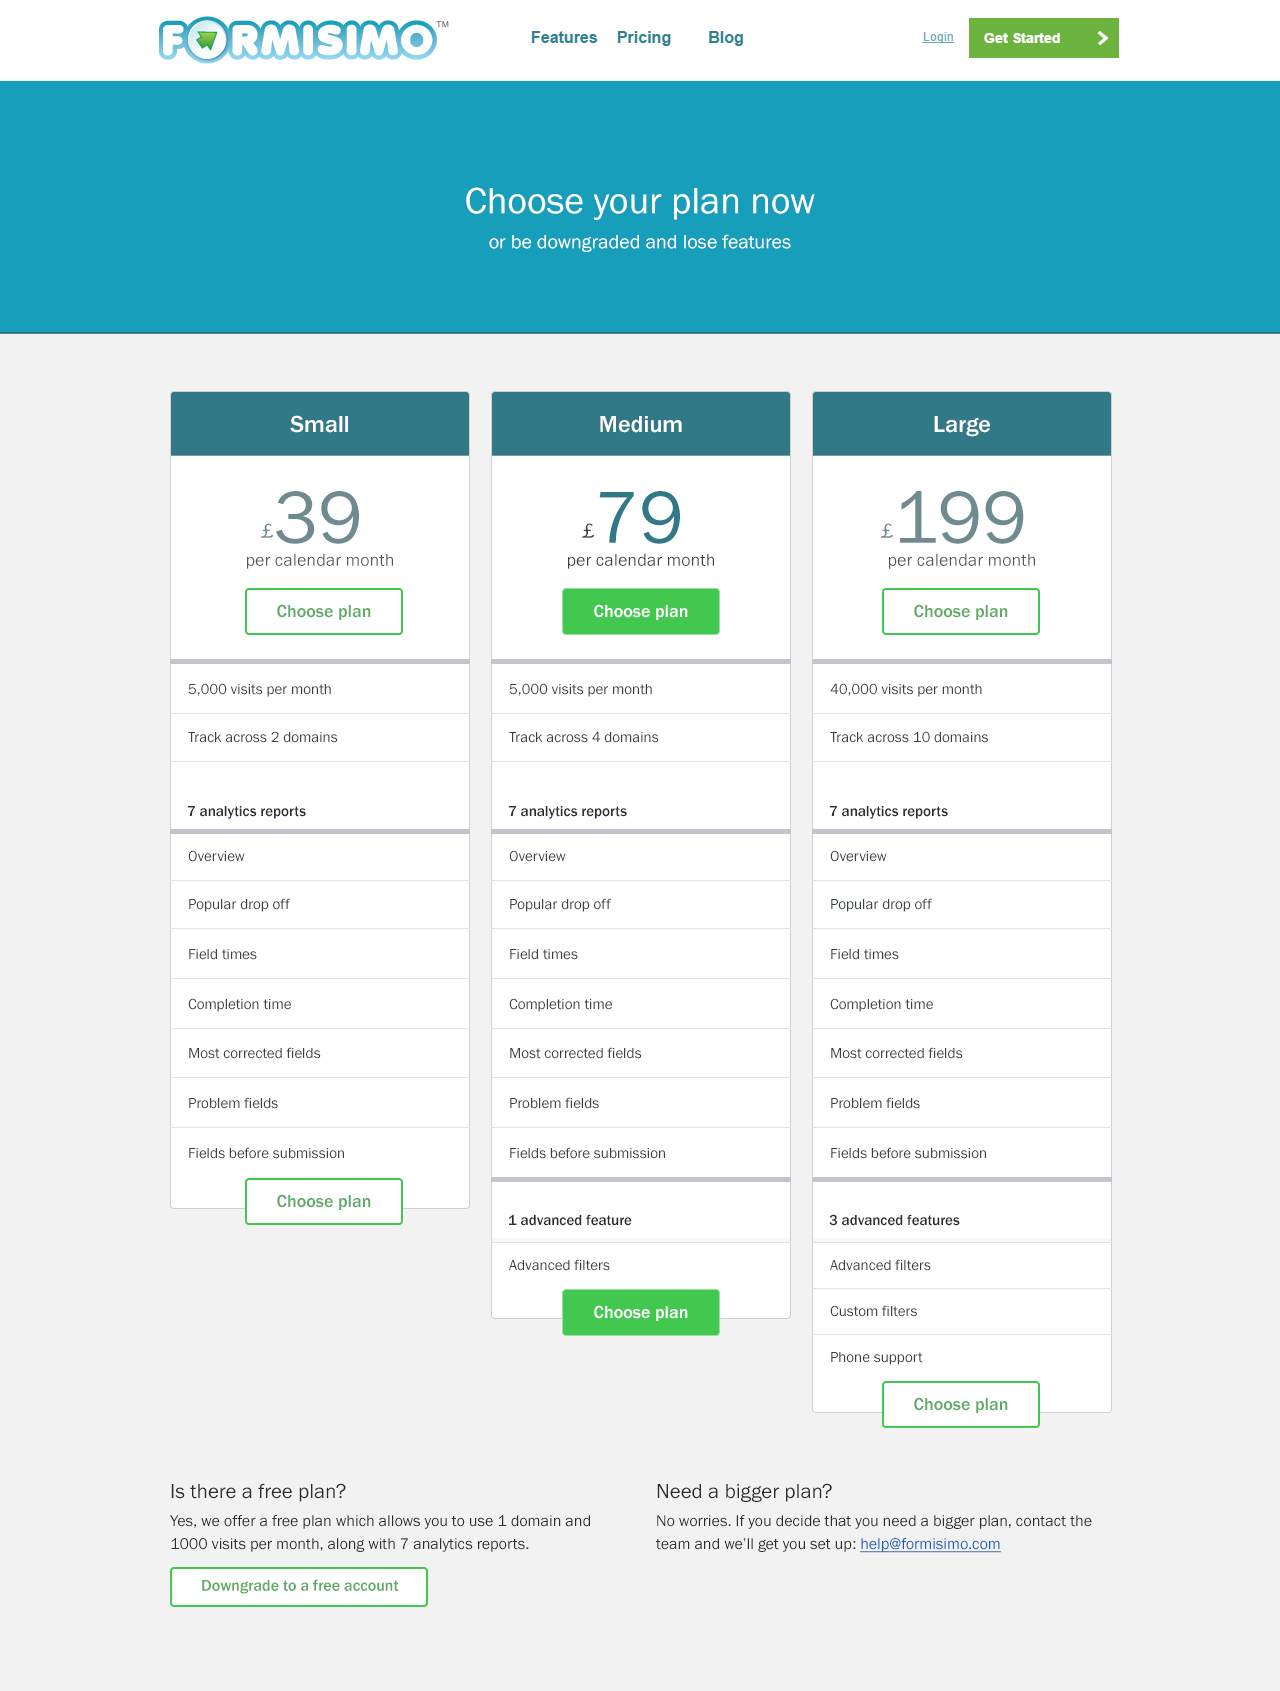 FORMISIMO™
Features Pricing Blog
Login
Get Started
Choose your plan now
or be downgraded and lose features
Small
£39
per calendar month
Choose plan
5,000 visits per month
Track across 2 domains
7 analytics reports
Overview
Popular drop off
Field times
Completion time
Most corrected fields
Problem fields
Fields before submission
Choose plan
Medium
£79
per calendar month
Choose plan
5,000 visits per month
Track across 4 domains
7 analytics reports
Overview
Popular drop off
Field times
Completion time
Most corrected fields
Problem fields
Fields before submission
1 advanced feature
Advanced filters
Choose plan
Large
£199
per calendar month
Choose plan
40,000 visits per month
Track across 10 domains
7 analytics reports
Overview
Popular drop off
Field times
Completion time
Most corrected fields
Problem fields
Fields before submission
3 advanced features
Advanced filters
Custom filters
Phone support
Choose plan
Is there a free plan?
Yes, we offer a free plan which allows you to use 1 domain and
1000 visits per month, along with 7 analytics reports.
Downgrade to a free account
Need a bigger plan?
No worries. If you decide that you need a bigger plan, contact the
team and we'll get you set up: help@formisimo.com